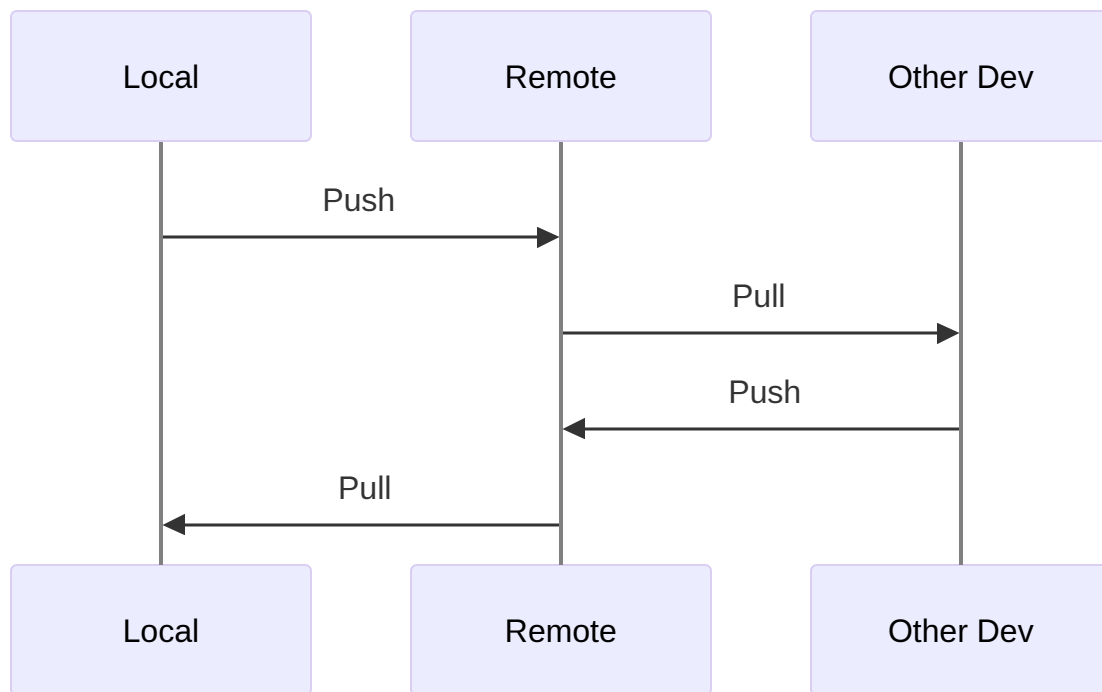 Local
Remote
Other Dev
Push
Pull
Push
Pull
Local
Remote
Other Dev